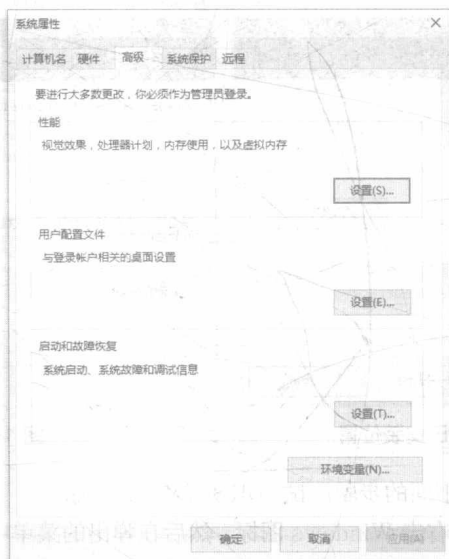 系统属性
计算机名 硬件 高级 系统保护 远程
要进行大多数更改，你必须作为管理员登录。
性能
视觉效果，处理器计划，内存使用，以及虚拟内存
设置(S)...
用户配置文件
与登录帐户相关的桌面设置
设置(E)...
启动和故障恢复
系统启动、系统故障和调试信息
设置(T)...
环境变量(N)...
确定 取消 应用(A)